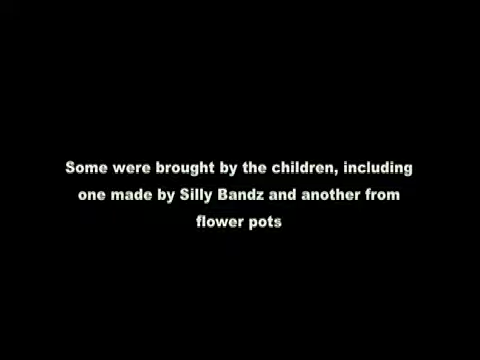 Some were brought by the children, including
one made by Silly Bandz and another from
flower pots